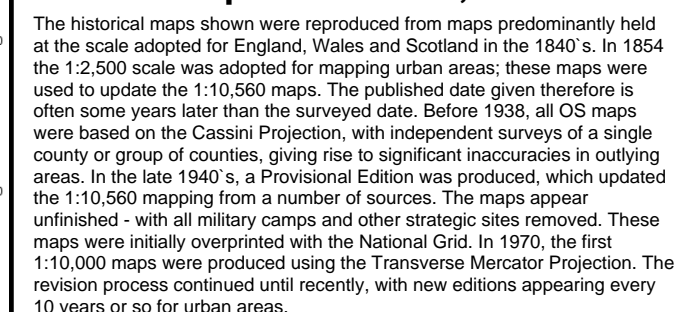 The historical maps shown were reproduced from maps predominantly held
at the scale adopted for England, Wales and Scotland in the 1840`s. In 1854
the 1:2,500 scale was adopted for mapping urban areas; these maps were
used to update the 1:10,560 maps. The published date given therefore is
often some years later than the surveyed date. Before 1938, all OS maps
were based on the Cassini Projection, with independent surveys of a single
county or group of counties, giving rise to significant inaccuracies in outlying
areas. In the late 1940`s, a Provisional Edition was produced, which updated
the 1:10,560 mapping from a number of sources. The maps appear
unfinished - with all military camps and other strategic sites removed. These
maps were initially overprinted with the National Grid. In 1970, the first
1:10,000 maps were produced using the Transverse Mercator Projection. The
revision process continued until recently, with new editions appearing every
10 years or so for urban areas.